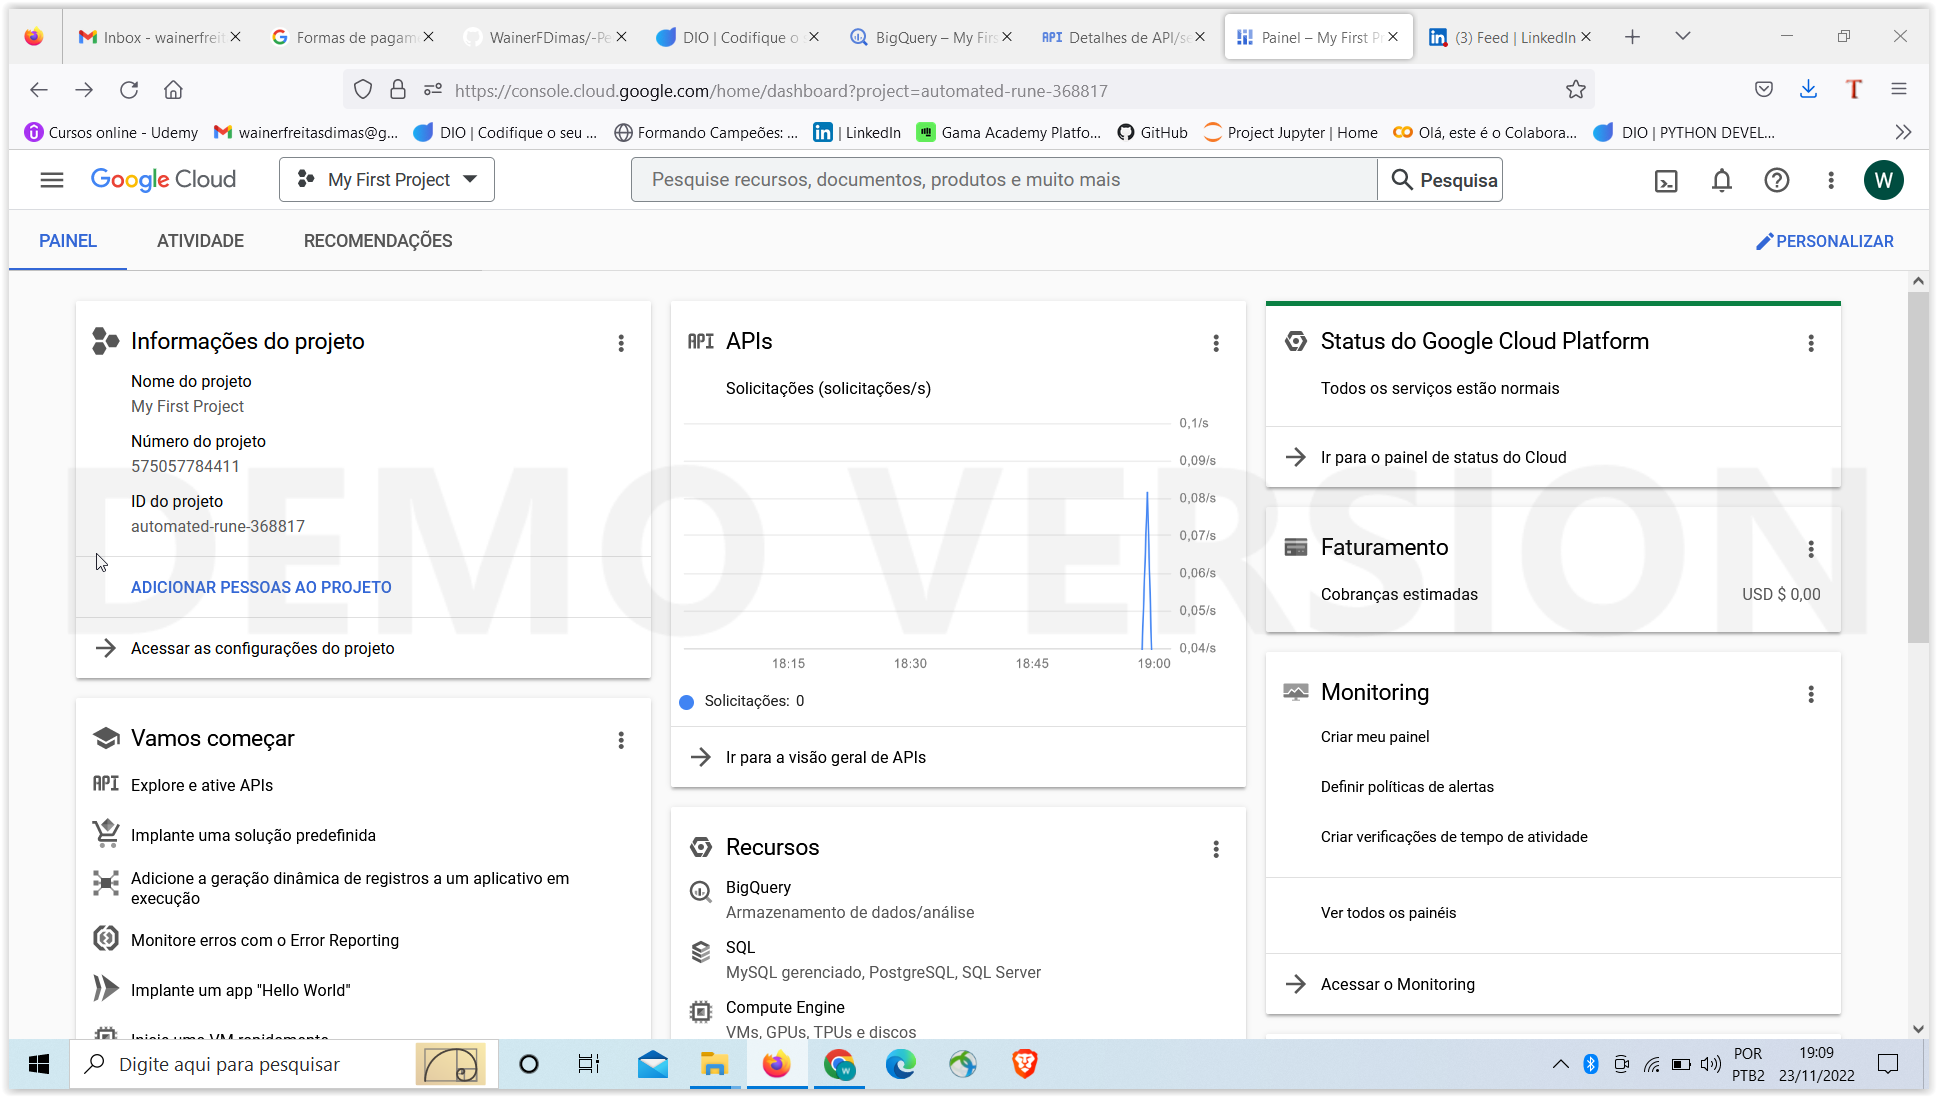 Inbox - wainerfreit
Formas de pagam
WainerFDimas/-Pe
DIO | Codifique o s
BigQuery – My Firs
API Detalhes de API/se
Painel – My First Pr
(3) Feed | LinkedIn
https://console.cloud.google.com/home/dashboard?project=automated-rune-368817
Cursos online - Udemy
wainerfreitasdimas@g...
DIO | Codifique o seu ...
Formando Campeões: ...
| LinkedIn
Gama Academy Platfo...
GitHub
Project Jupyter | Home
Olá, este é o Colabora...
DIO | PYTHON DEVEL...
Google Cloud
My First Project
Pesquise recursos, documentos, produtos e muito mais
Pesquisa
W
PAINEL
ATIVIDADE
RECOMENDAÇÕES
PERSONALIZAR
Informações do projeto
Nome do projeto
My First Project
Número do projeto
575057784411
ID do projeto
automated-rune-368817
ADICIONAR PESSOAS AO PROJETO
Acessar as configurações do projeto
Vamos começar
API Explore e ative APIs
Implante uma solução predefinida
Adicione a geração dinâmica de registros a um aplicativo em
execução
Monitore erros com o Error Reporting
Implante um app "Hello World"
Inicie uma VM rapidamente
API APIs
Solicitações (solicitações/s)
0,1/s
0,09/s
0,08/s
0,07/s
0,06/s
0,05/s
0,04/s
18:15
18:30
18:45
19:00
Solicitações: 0
Ir para a visão geral de APIs
Recursos
BigQuery
Armazenamento de dados/análise
SQL
MySQL gerenciado, PostgreSQL, SQL Server
Compute Engine
VMs, GPUs, TPUs e discos
Status do Google Cloud Platform
Todos os serviços estão normais
Ir para o painel de status do Cloud
Faturamento
Cobranças estimadas
USD $ 0,00
Monitoring
Criar meu painel
Definir políticas de alertas
Criar verificações de tempo de atividade
Ver todos os painéis
Acessar o Monitoring
DEMO VERSION
Digite aqui para pesquisar
POR
PTB2
19:09
23/11/2022